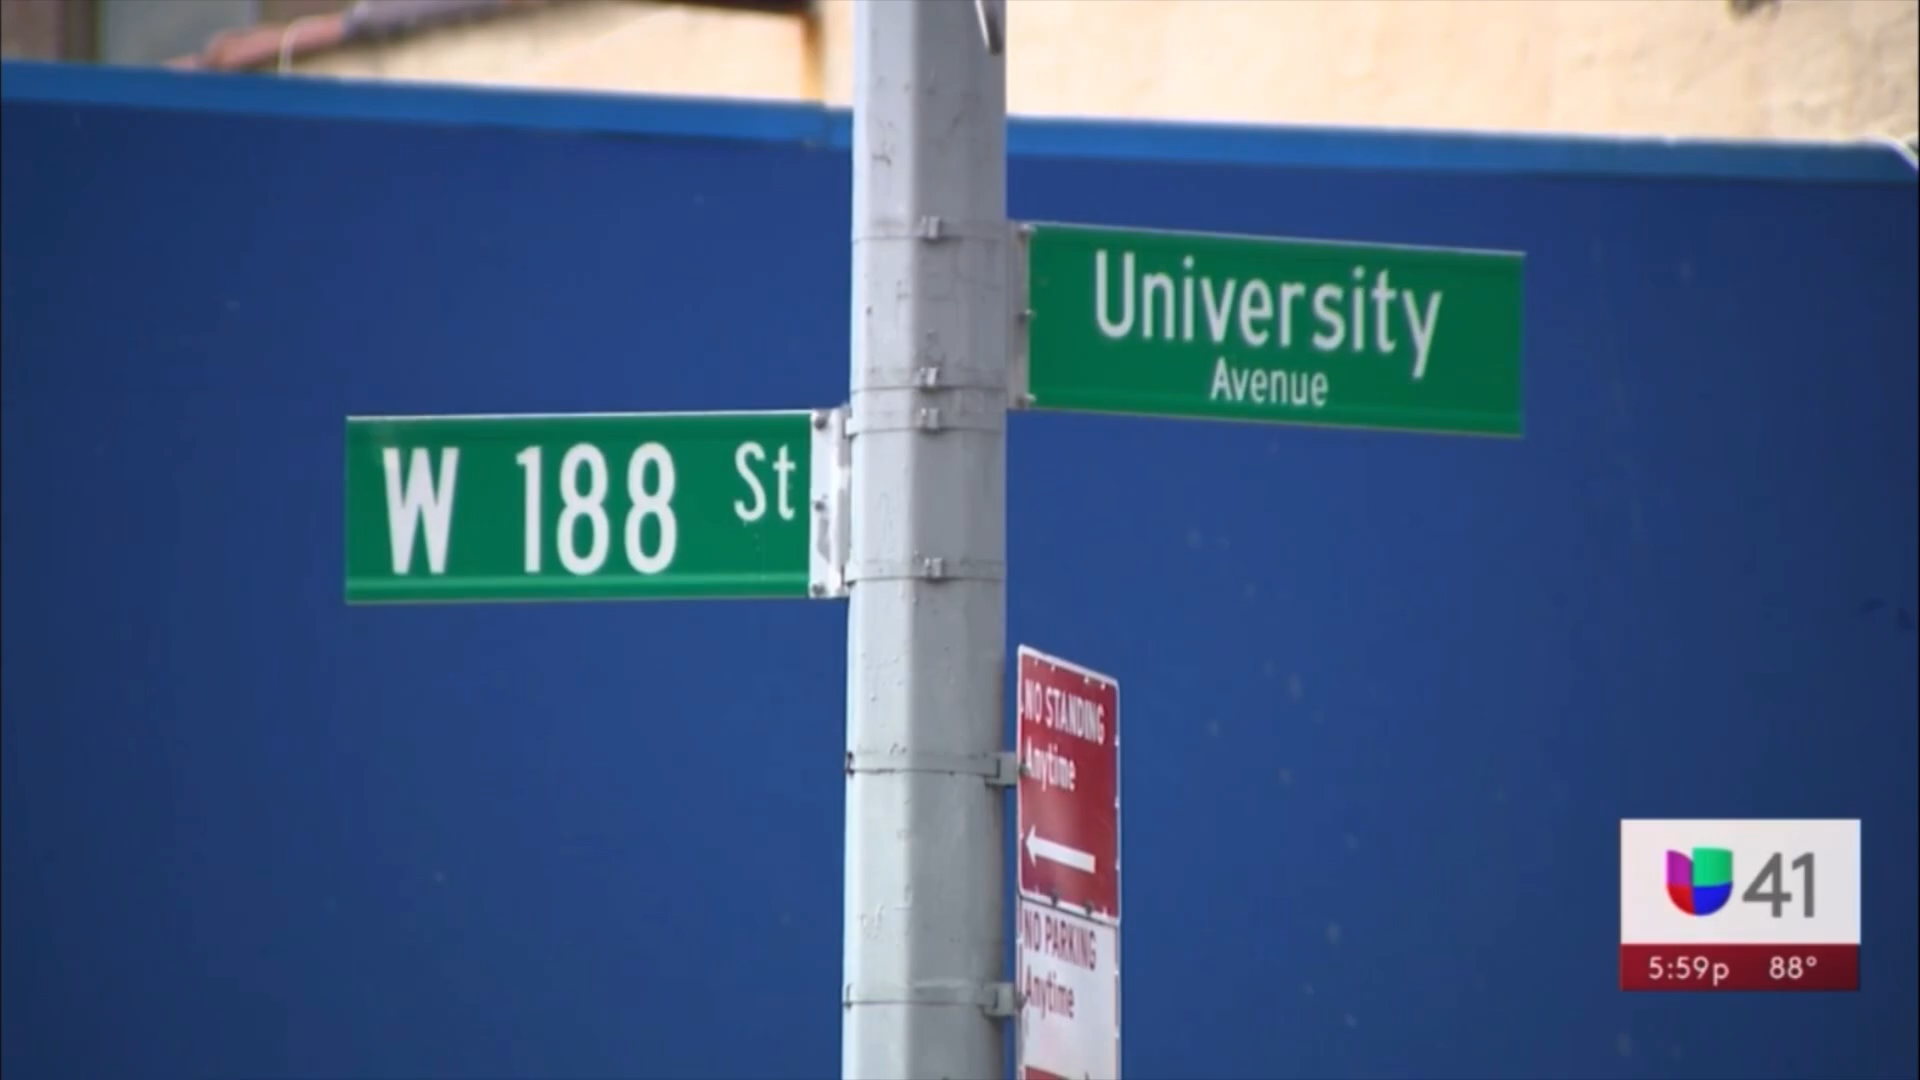 University
Avenue
W 188 St
NO STANDING
Anytime
NO PARKING
Anytime
41
5:59p 88°